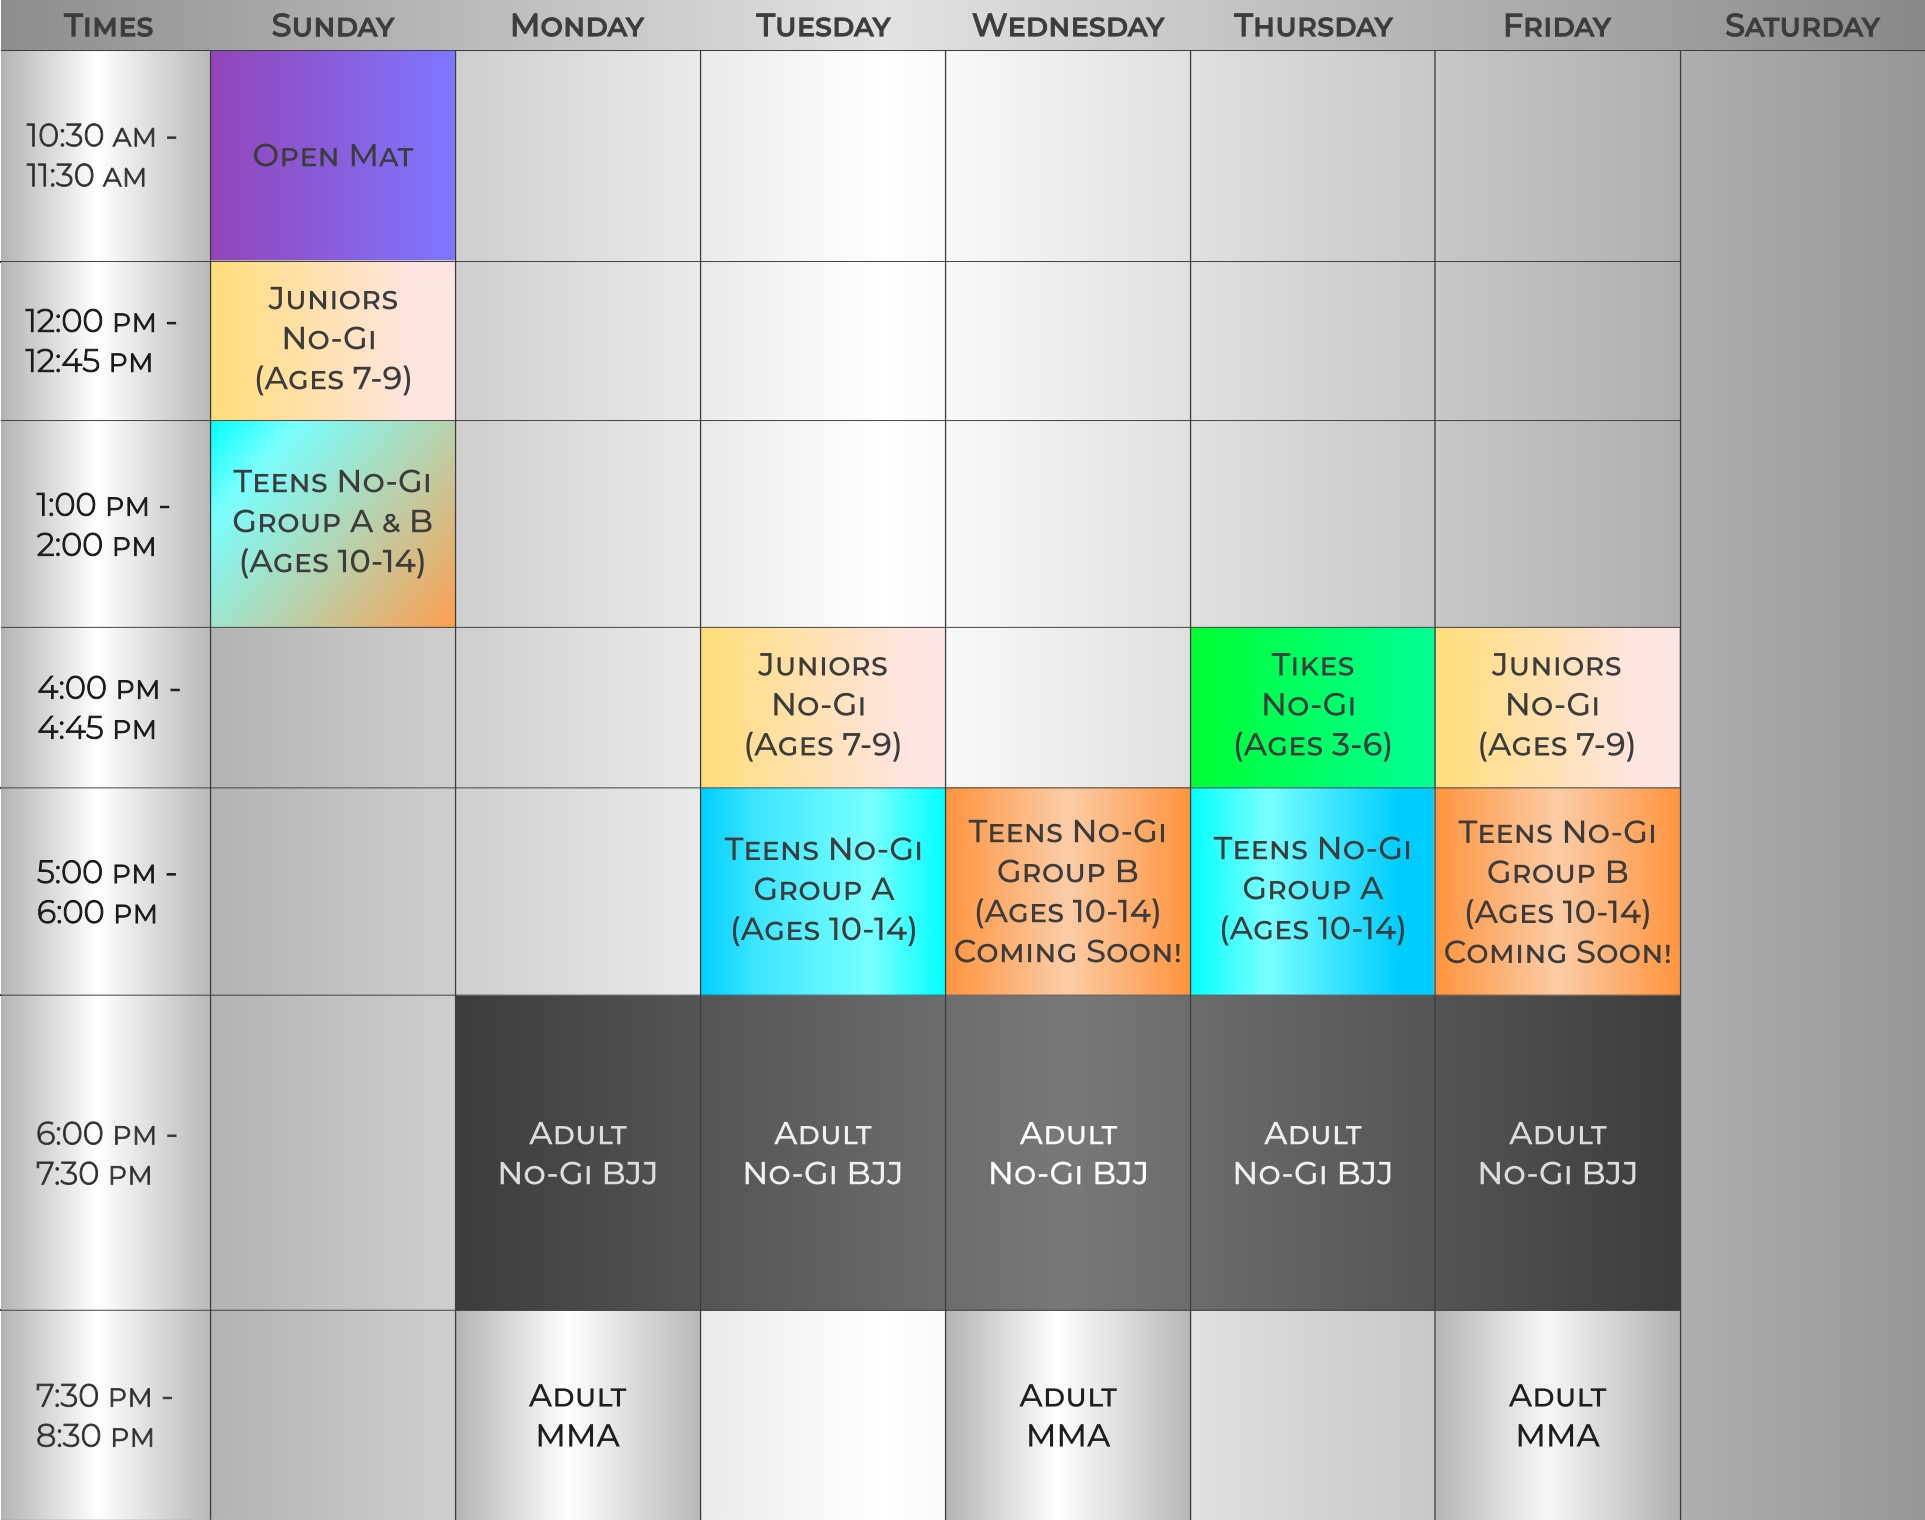 Times Sunday Monday Tuesday Wednesday Thursday Friday Saturday
10:30 am -
11:30 am
Open Mat
12:00 pm -
12:45 pm
Juniors
No-Gi
(Ages 7-9)
1:00 pm -
2:00 pm
Teens No-Gi
Group A & B
(Ages 10-14)
4:00 pm -
4:45 pm
Juniors
No-Gi
(Ages 7-9)
Tikes
No-Gi
(Ages 3-6)
Juniors
No-Gi
(Ages 7-9)
5:00 pm -
6:00 pm
Teens No-Gi
Group A
(Ages 10-14)
Teens No-Gi
Group B
(Ages 10-14)
Coming Soon!
Teens No-Gi
Group A
(Ages 10-14)
Teens No-Gi
Group B
(Ages 10-14)
Coming Soon!
6:00 pm -
7:30 pm
Adult
No-Gi BJJ
Adult
No-Gi BJJ
Adult
No-Gi BJJ
Adult
No-Gi BJJ
Adult
No-Gi BJJ
7:30 pm -
8:30 pm
Adult
MMA
Adult
MMA
Adult
MMA